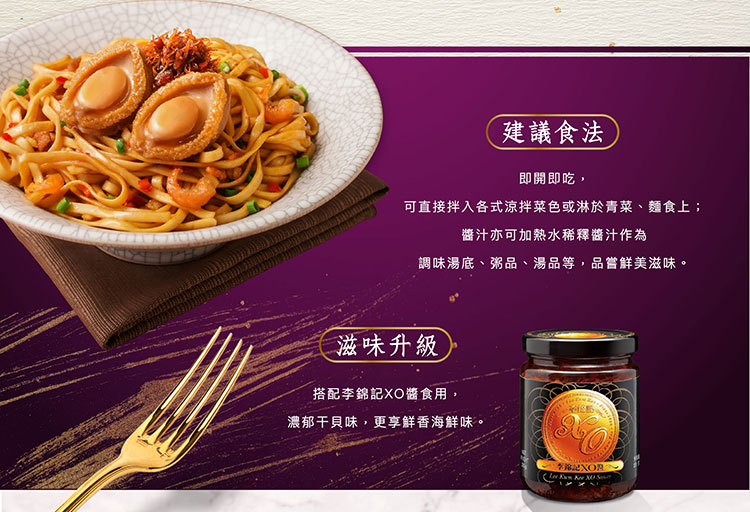 建議食法
即開即吃，
可直接拌入各式涼拌菜色或淋於青菜、麵食上；
醬汁亦可加熱水稀釋醬汁作為
調味湯底、粥品、湯品等，品嘗鮮美滋味。
滋味升級
搭配李錦記XO醬食用，
濃郁干貝味，更享鮮香海鮮味。
XO
李錦記XO醬
Lee Kum Kee XO Sauce